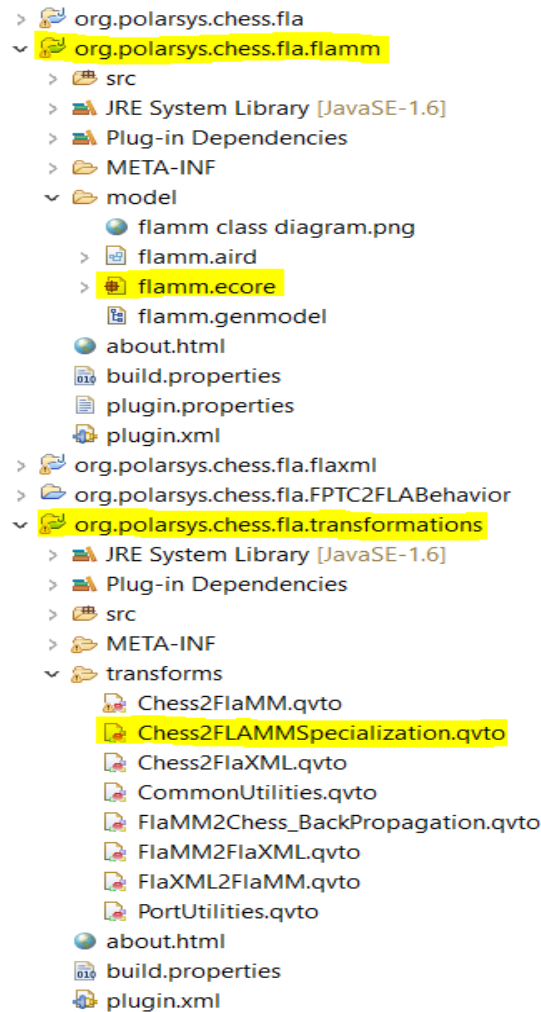 org.polarsys.chess.fla
org.polarsys.chess.fla.flamm
src
JRE System Library [JavaSE-1.6]
Plug-in Dependencies
META-INF
model
flamm class diagram.png
flamm.aird
flamm.ecore
flamm.genmodel
about.html
build.properties
plugin.properties
plugin.xml
org.polarsys.chess.fla.flaxml
org.polarsys.chess.fla.FPTC2FLABehavior
org.polarsys.chess.fla.transformations
JRE System Library [JavaSE-1.6]
Plug-in Dependencies
src
META-INF
transforms
Chess2FlaMM.qvto
Chess2FLAMMSpecialization.qvto
Chess2FlaXML.qvto
CommonUtilities.qvto
FlaMM2Chess_BackPropagation.qvto
FlaMM2FlaXML.qvto
FlaXML2FlaMM.qvto
PortUtilities.qvto
about.html
build.properties
plugin.xml